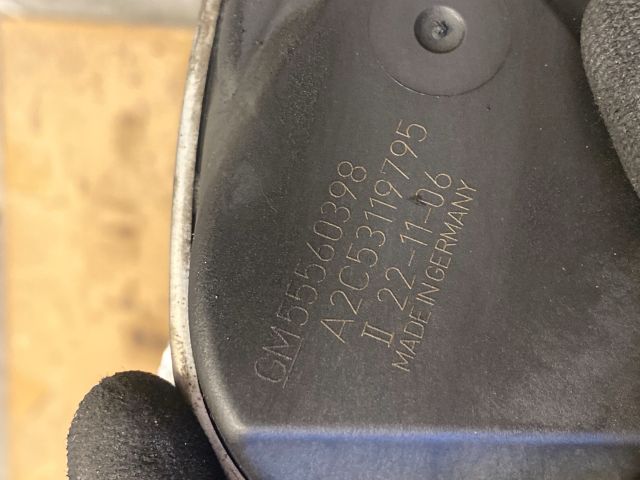 GM55560398
A2C53119795
II 22-11-06
MADE IN GERMANY